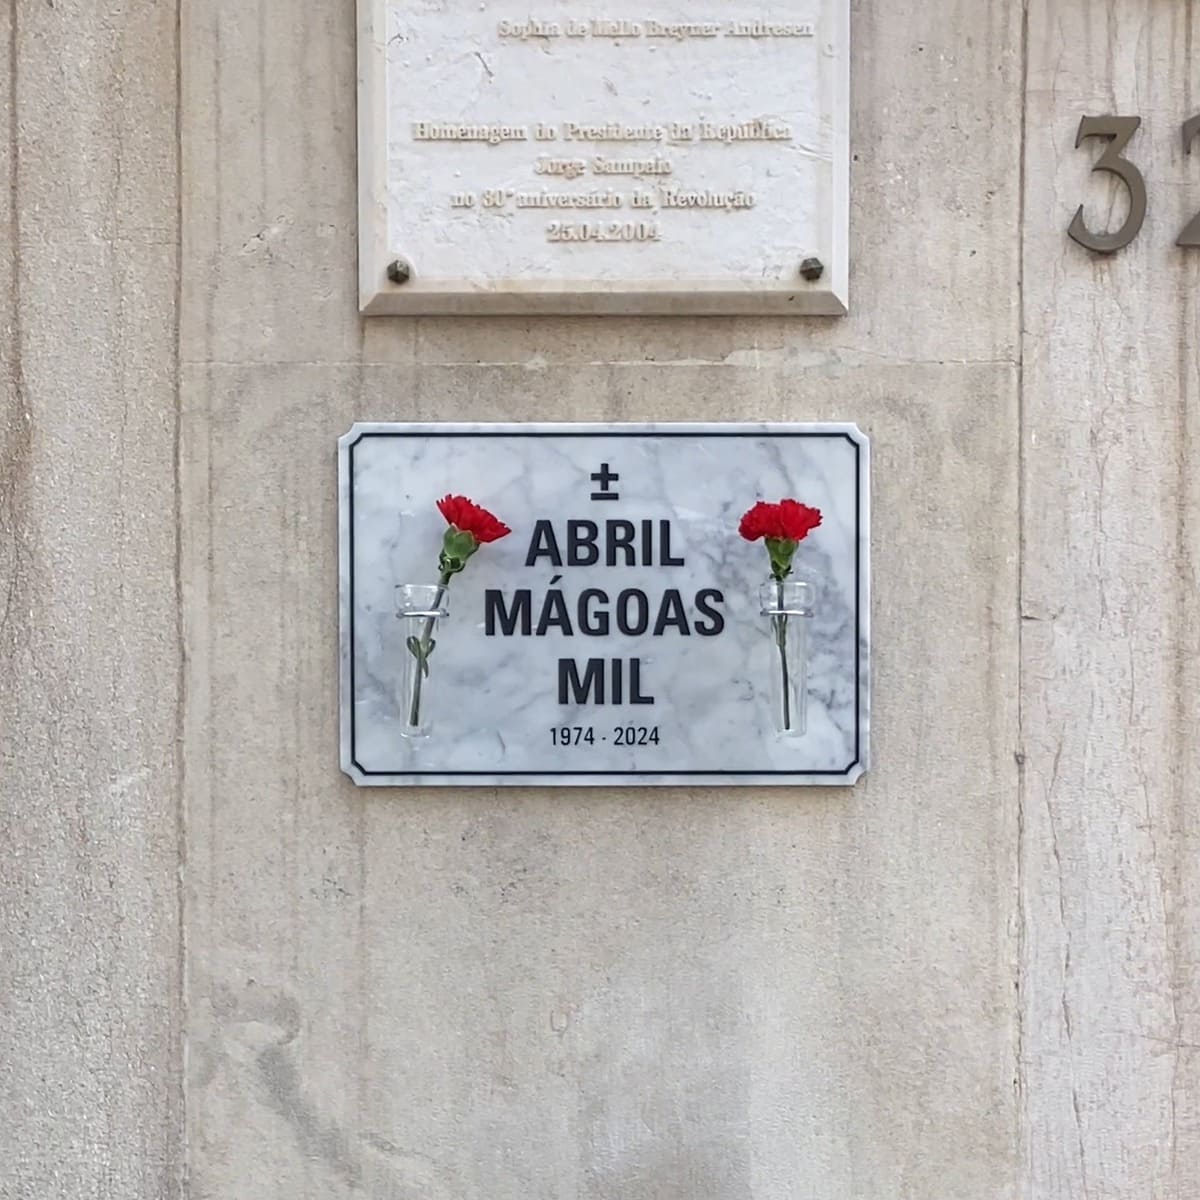 Sophia de Mello Breyner Andresen
Homenagem do Presidente da República
Jorge Sampaio
no 30º aniversário da Revolução
25.04.2004
32
±
ABRIL
MÁGOAS
MIL
1974 - 2024